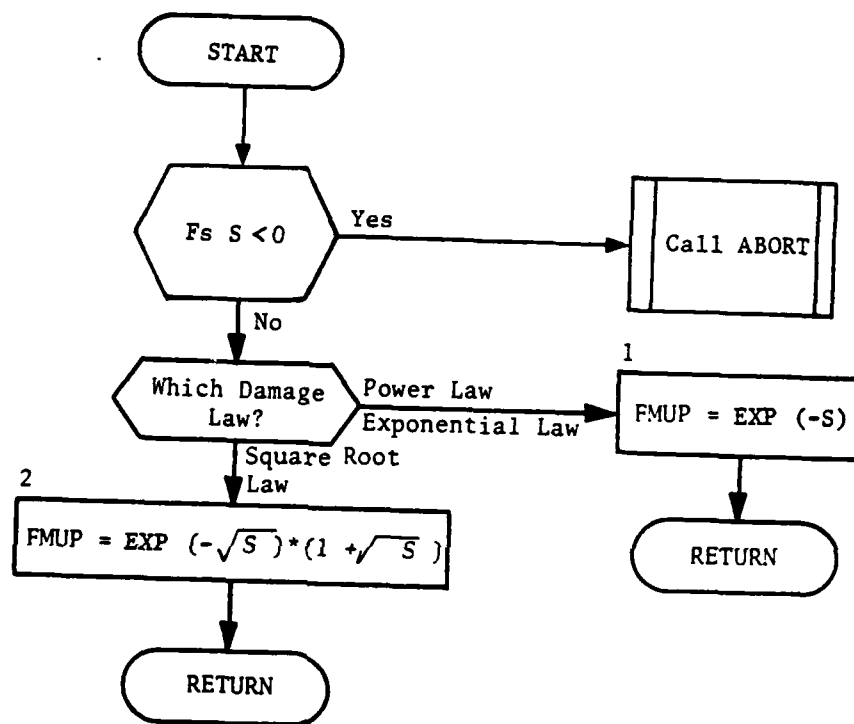 START
Fs S < 0
Yes
Call ABORT
No
Which Damage
Law?
Power Law
Exponential Law
1
FMUP = EXP (-S)
Square Root
Law
2
FMUP = EXP (-√S)*(1 +√S)
RETURN
RETURN